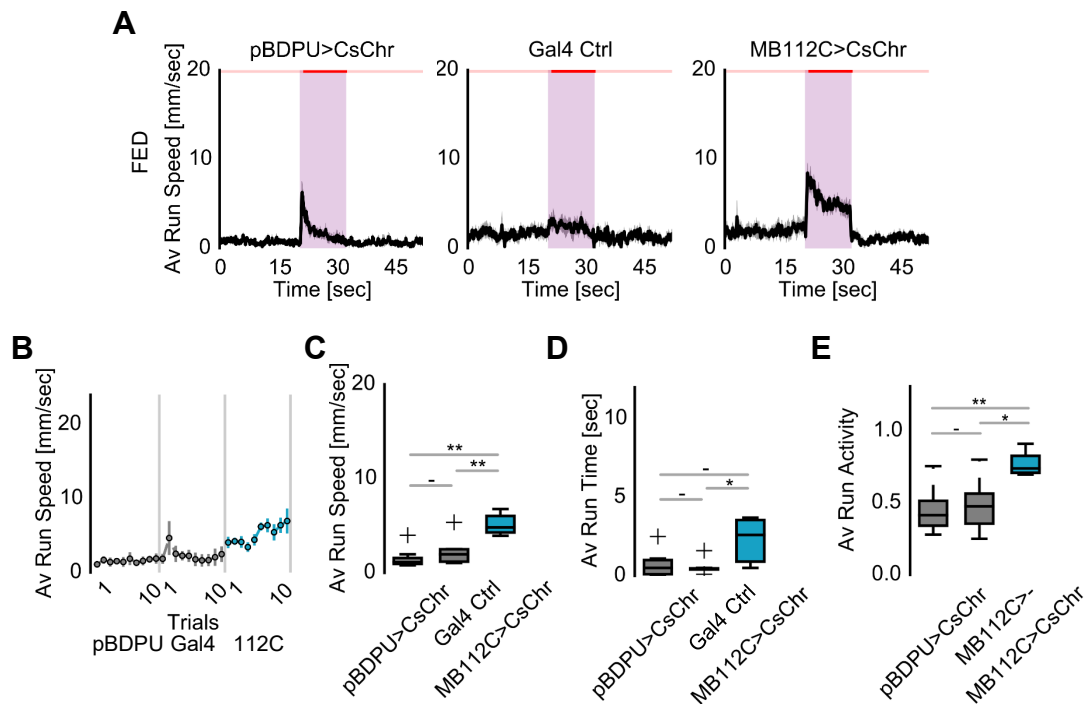 A
pBDPU>CsChr
Gal4 Ctrl
MB112C>CsChr
FED
Av Run Speed [mm/sec]
20
10
0
0 15 30 45
Time [sec]
20
10
0
0 15 30 45
Time [sec]
20
10
0
0 15 30 45
Time [sec]
B
Av Run Speed [mm/sec]
20
10
0
1 10 1 10 1 10
Trials
pBDPU Gal4 112C
C
Av Run Speed [mm/sec]
20
10
0
**
**
-
pBDPU>CsChr
Gal4 Ctrl
MB112C>CsChr
D
Av Run Time [sec]
10
5
0
-
*
-
pBDPU>CsChr
Gal4 Ctrl
MB112C>CsChr
E
Av Run Activity
1.0
0.5
0.0
**
*
-
pBDPU>CsChr
MB112C>-
MB112C>CsChr